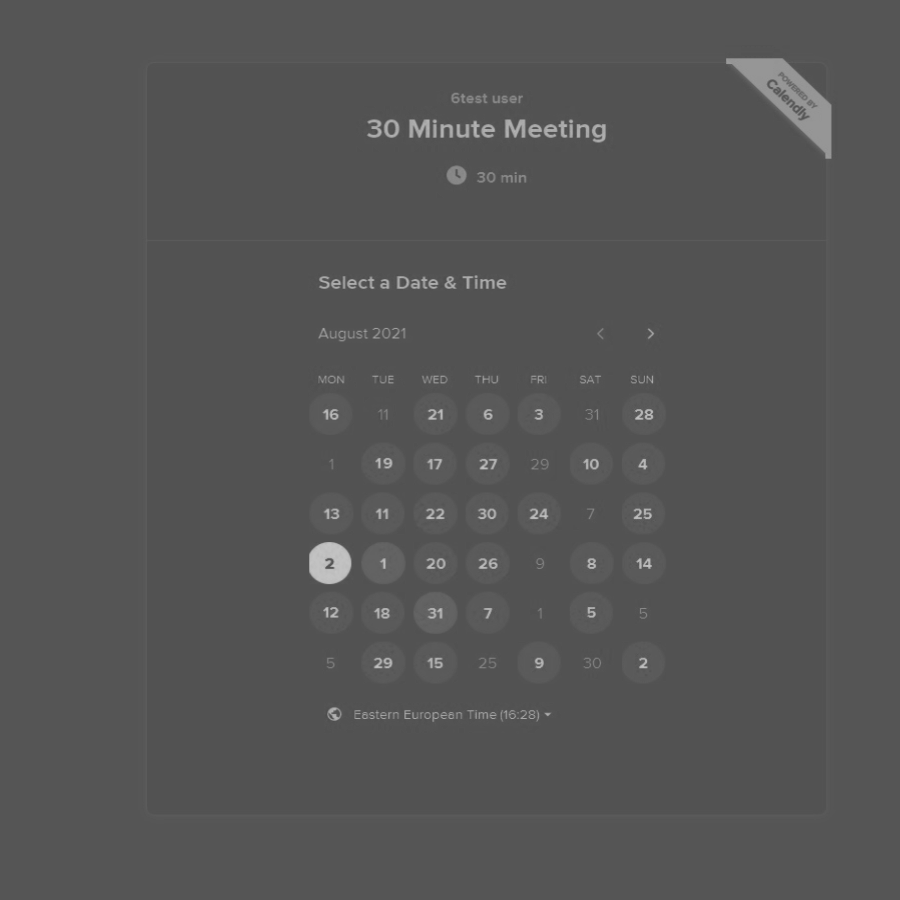 POWERED BY
Calendly
6test user
30 Minute Meeting
30 min
Select a Date & Time
August 2021
MON TUE WED THU FRI SAT SUN
16 11 21 6 3 31 28
1 19 17 27 29 10 4
13 11 22 30 24 7 25
2 1 20 26 9 8 14
12 18 31 7 1 5 5
5 29 15 25 9 30 2
Eastern European Time (16:28)